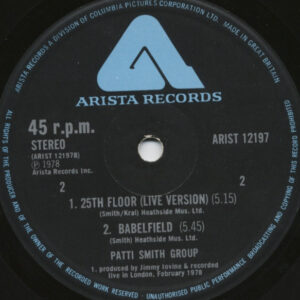 ARISTA RECORDS A DIVISION OF COLUMBIA PICTURES CORPORATION LTD. MADE IN GREAT BRITAIN
ARISTA RECORDS
45 r.p.m.
STEREO
(ARIST 12197B)
℗ 1978
Arista Records Inc.
ARIST 12197
2
2
1. 25TH FLOOR (LIVE VERSION) (5.15)
(Smith/Kral) Heathside Mus. Ltd.
2. BABELFIELD (5.45)
(Smith) Heathside Mus. Ltd.
PATTI SMITH GROUP
1. produced by Jimmy Iovine & recorded
live in London, February 1978
ALL RIGHTS OF THE PRODUCER AND OF THE OWNER OF THE RECORDED WORK RESERVED UNAUTHORISED PUBLIC PERFORMANCE BROADCASTING AND COPYING OF THIS RECORD PROHIBITED